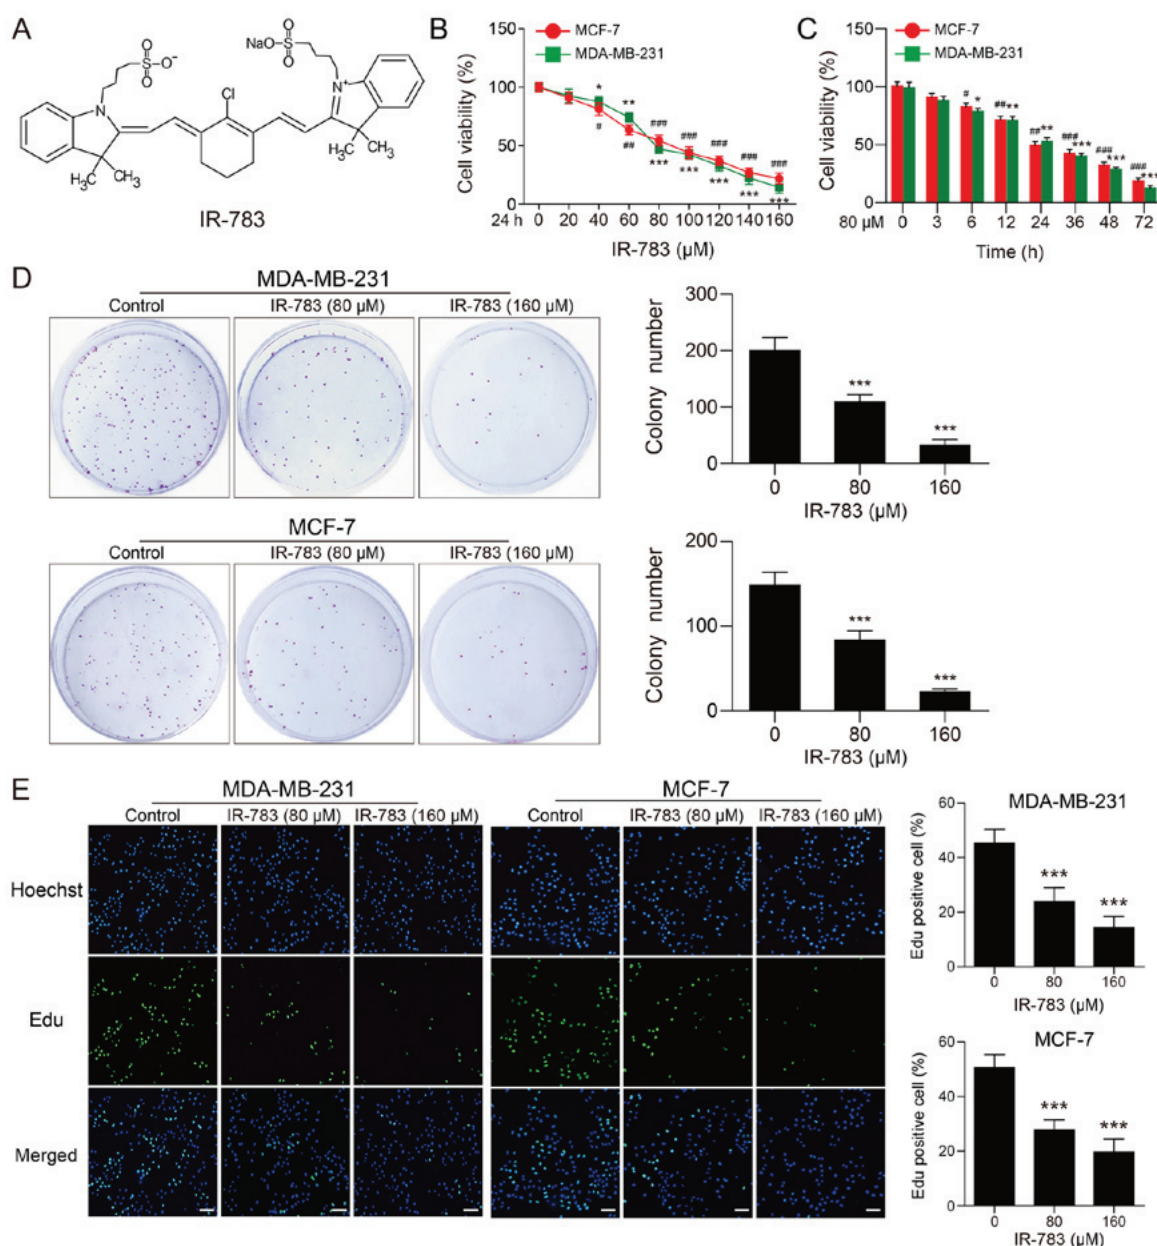 A
O
O
S
O⁻
N
H₃C
CH₃
Cl
NaO
O
S
O
N⁺
H₃C
CH₃
IR-783
B
MCF-7
MDA-MB-231
Cell viability (%)
150
100
50
0
* ** ### ### ### ### ###
# ## *** *** *** *** ***
24 h 0 20 40 60 80 100 120 140 160
IR-783 (µM)
C
MCF-7
MDA-MB-231
Cell viability (%)
150
100
50
0
# * ## ** ## ** ### *** ### *** ### ***
80 µM 0 3 6 12 24 36 48 72
Time (h)
D
MDA-MB-231
Control IR-783 (80 µM) IR-783 (160 µM)
Colony number
300
200
100
0
***
***
0 80 160
IR-783 (µM)
MCF-7
Control IR-783 (80 µM) IR-783 (160 µM)
Colony number
200
100
0
***
***
0 80 160
IR-783 (µM)
E
MDA-MB-231
Control IR-783 (80 µM) IR-783 (160 µM)
MCF-7
Control IR-783 (80 µM) IR-783 (160 µM)
Hoechst
Edu
Merged
MDA-MB-231
Edu positive cell (%)
60
40
20
0
***
***
0 80 160
IR-783 (µM)
MCF-7
Edu positive cell (%)
60
40
20
0
***
***
0 80 160
IR-783 (µM)